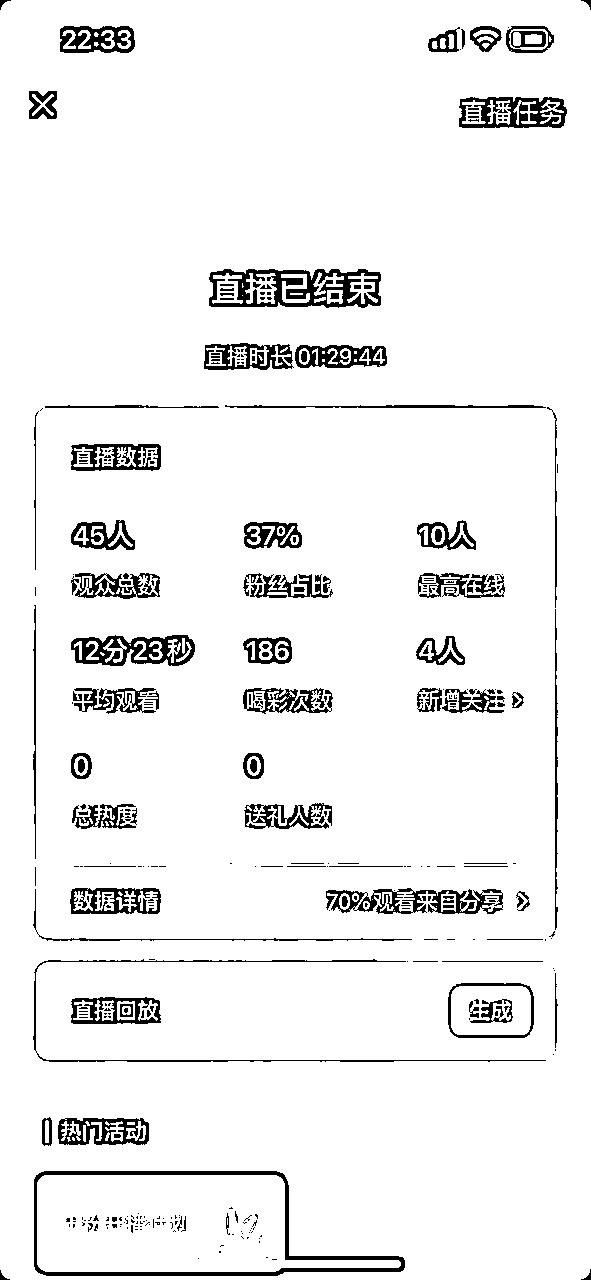 22:33
直播任务
直播已结束
直播时长 01:29:44
直播数据
45人 37% 10人
观众总数 粉丝占比 最高在线
12分23秒 186 4人
平均观看 喝彩次数 新增关注 >
0 0
总热度 送礼人数
数据详情 70%观看来自分享 >
直播回放 生成
热门活动